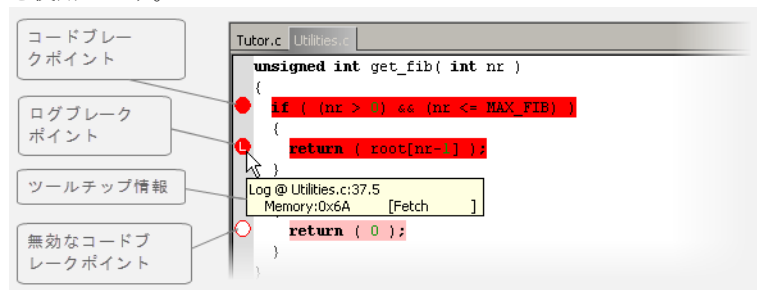 コードブレー
クポイント
ログブレーク
ポイント
ツールチップ情報
無効なコードブ
レークポイント
Tutor.c Utilities.c
unsigned int get_fib( int nr )
{
if ( (nr > 0) && (nr <= MAX_FIB) )
{
L
return ( root[nr-1] );
}
Log @ Utilities.c:37.5
Memory:0x6A [Fetch ]
return ( 0 );
}
}